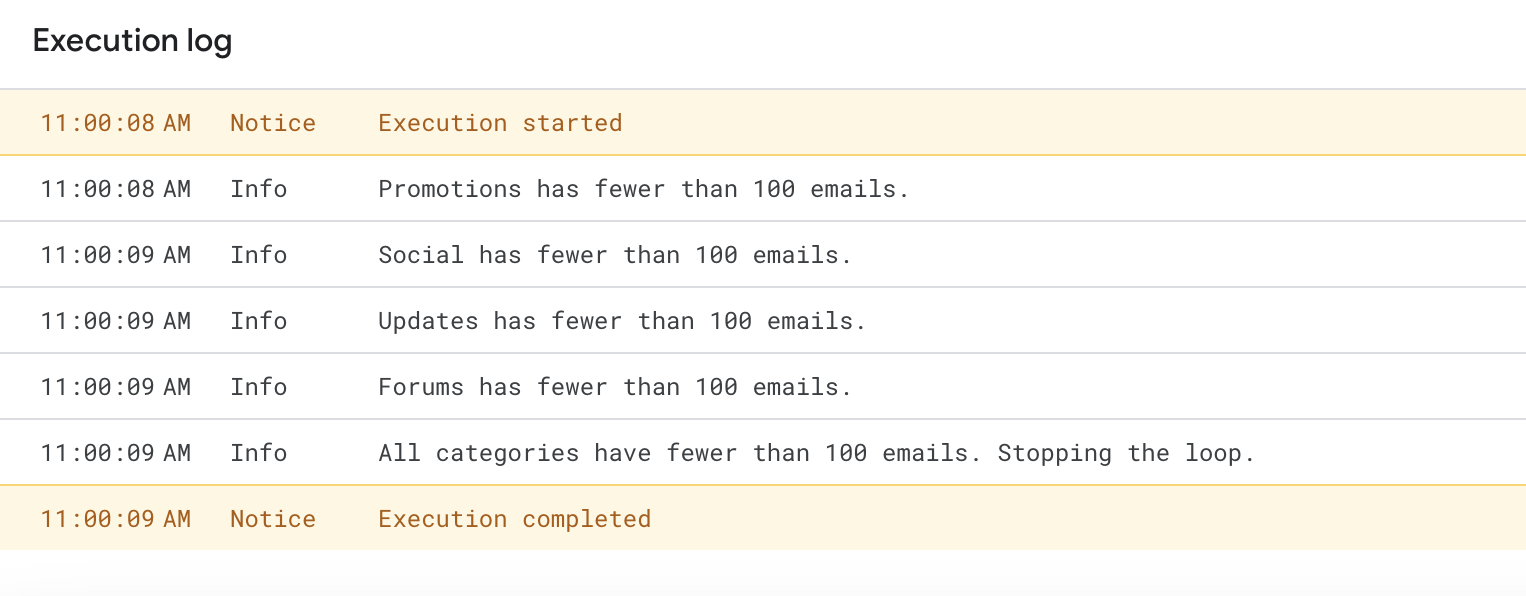 Execution log
11:00:08 AM Notice Execution started
11:00:08 AM Info Promotions has fewer than 100 emails.
11:00:09 AM Info Social has fewer than 100 emails.
11:00:09 AM Info Updates has fewer than 100 emails.
11:00:09 AM Info Forums has fewer than 100 emails.
11:00:09 AM Info All categories have fewer than 100 emails. Stopping the loop.
11:00:09 AM Notice Execution completed